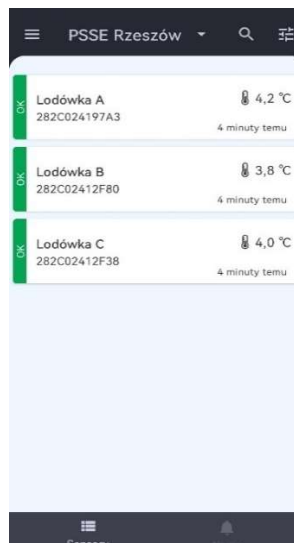 PSSE Rzeszów
OK
Lodówka A
4,2 °C
282C024197A3
4 minuty temu
OK
Lodówka B
3,8 °C
282C02412F80
4 minuty temu
OK
Lodówka C
4,0 °C
282C02412F38
4 minuty temu